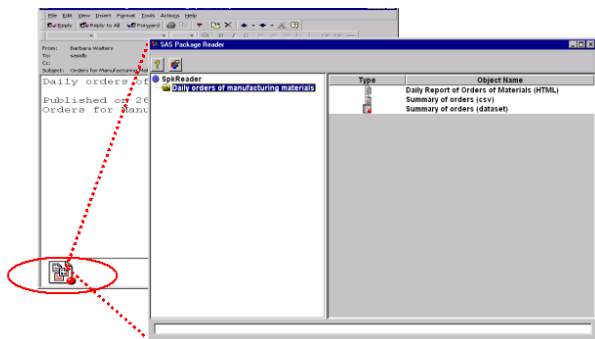 File Edit View Insert Format Tools Actions Help
Reply Reply to All Forward
From: Barbara Walters
To: sasdb
Cc:
Subject: Orders for Manufacturing
Daily orders of
Published on 26
Orders for Manu
SAS Package Reader
SpkReader
Daily orders of manufacturing materials
Type Object Name
Daily Report of Orders of Materials (HTML)
Summary of orders (csv)
Summary of orders (dataset)